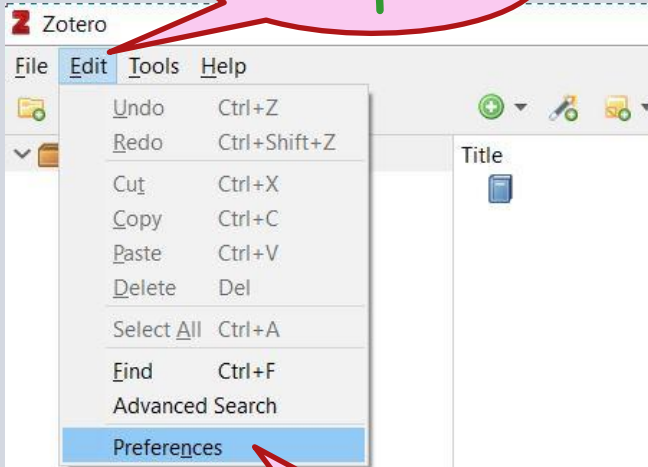 Zotero
File Edit Tools Help
Undo Ctrl+Z
Redo Ctrl+Shift+Z
Cut Ctrl+X
Copy Ctrl+C
Paste Ctrl+V
Delete Del
Select All Ctrl+A
Find Ctrl+F
Advanced Search
Preferences
Title